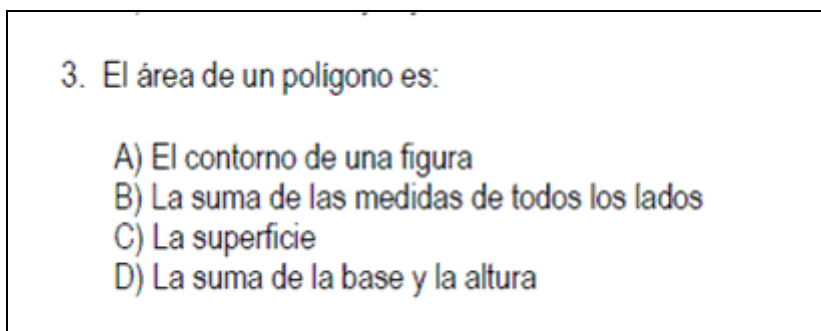 3. El área de un polígono es:
A) El contorno de una figura
B) La suma de las medidas de todos los lados
C) La superficie
D) La suma de la base y la altura